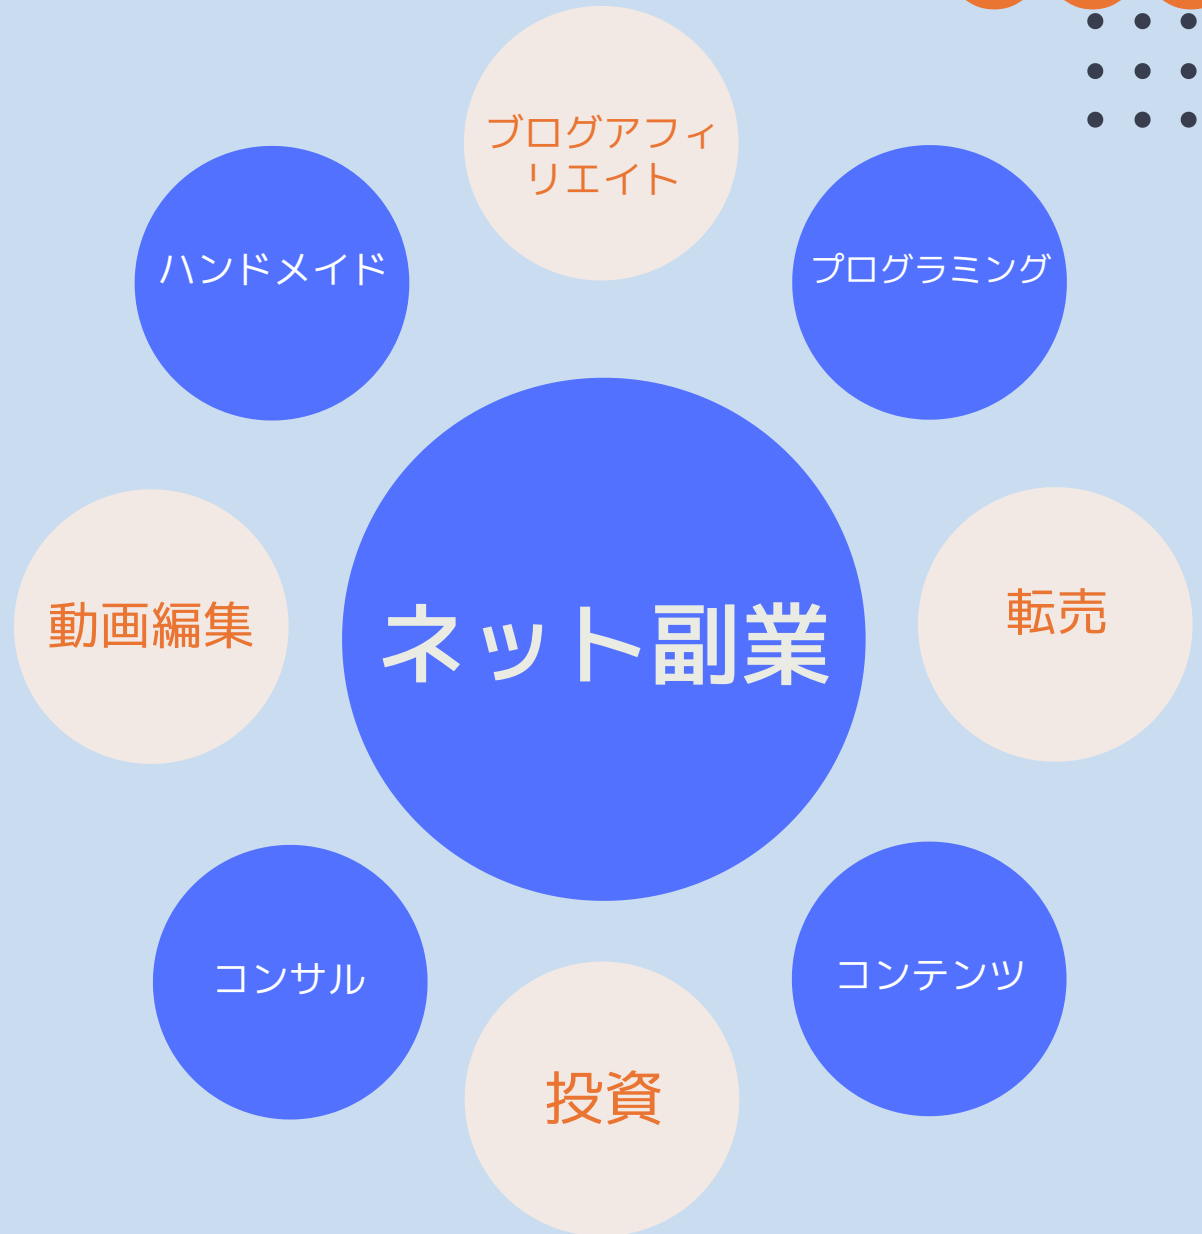 ブログアフィ
リエイト
ハンドメイド
プログラミング
動画編集
ネット副業
転売
コンサル
コンテンツ
投資